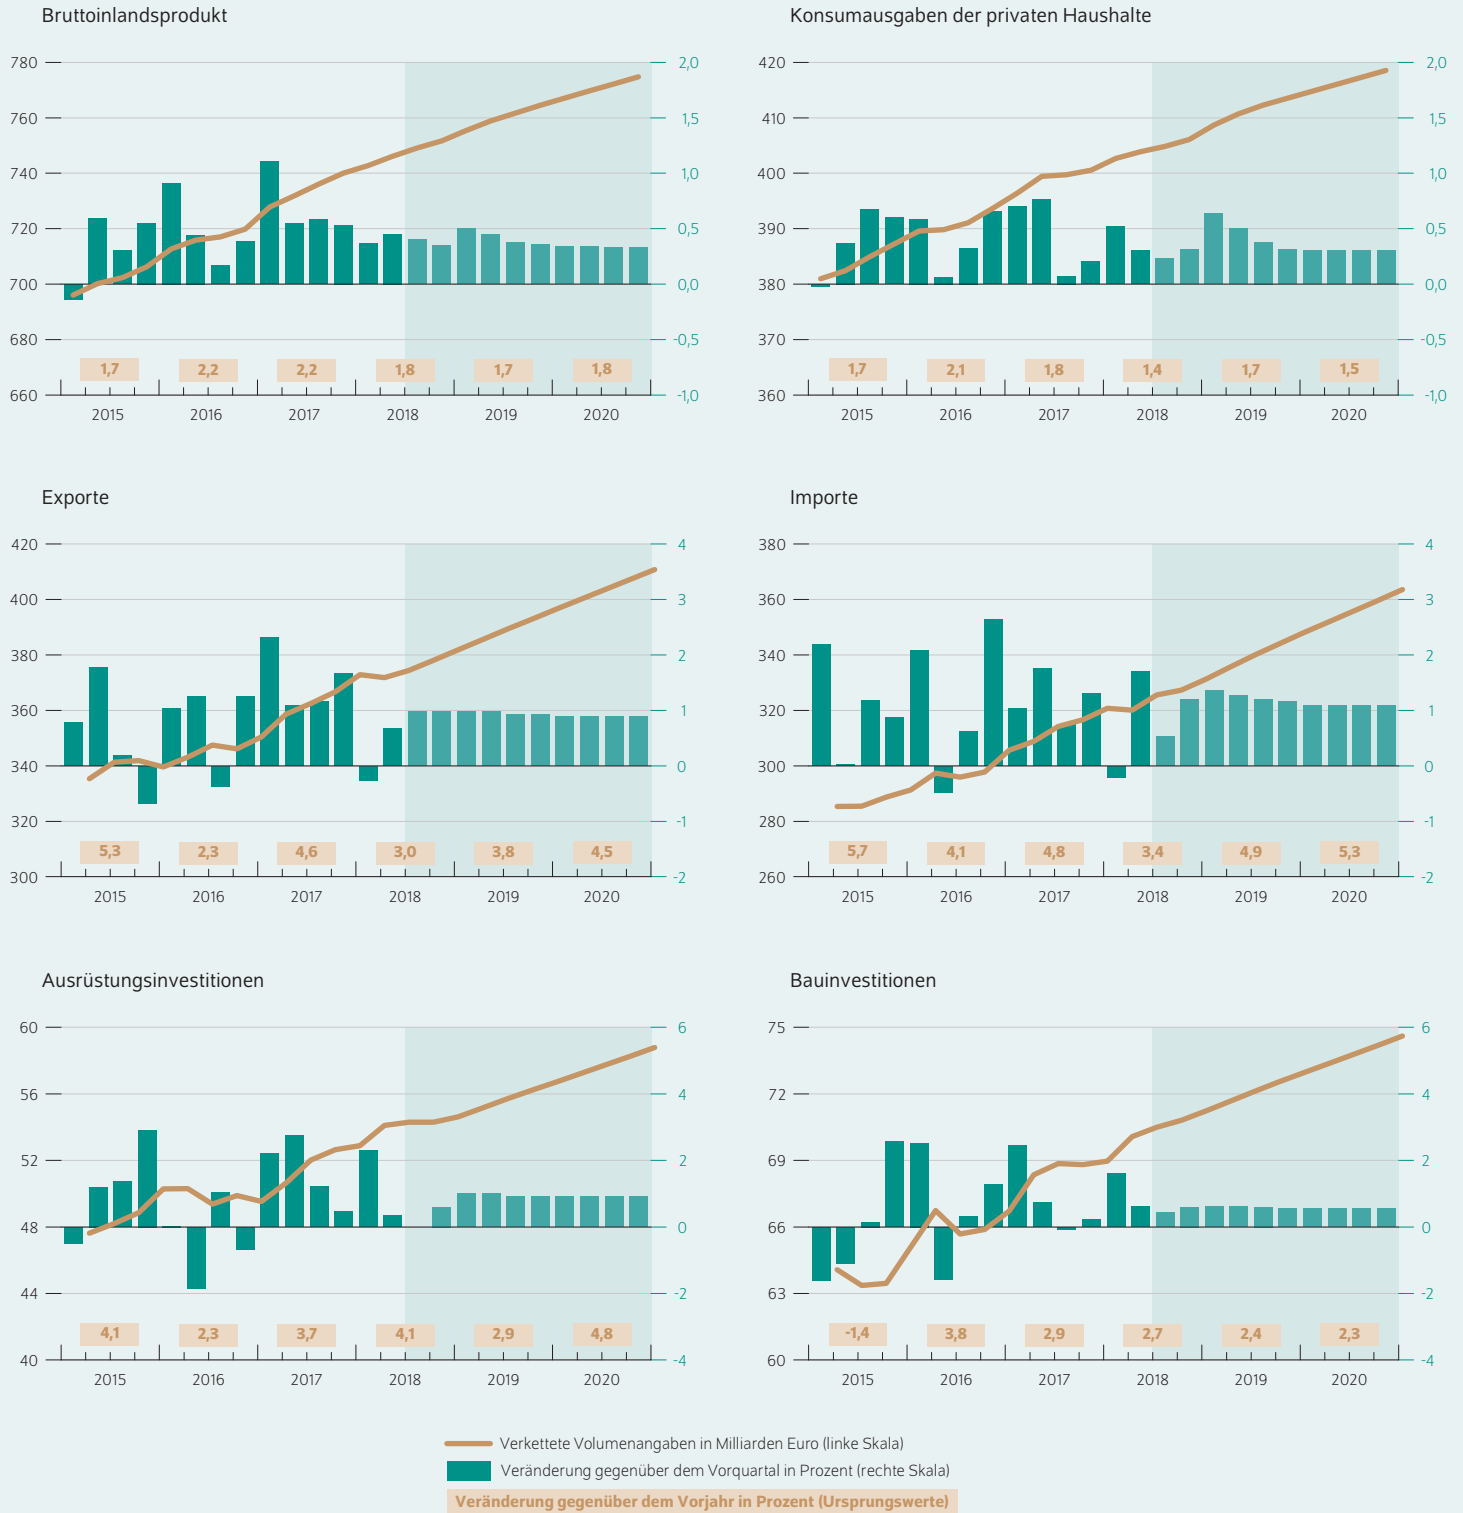 Bruttoinlandsprodukt
780 2,0
760 1,5
740 1,0
720 0,5
700 0,0
680 -0,5
1,7 2,2 2,2 1,8 1,7 1,8
660 -1,0
2015 2016 2017 2018 2019 2020
Konsumausgaben der privaten Haushalte
420 2,0
410 1,5
400 1,0
390 0,5
380 0,0
370 -0,5
1,7 2,1 1,8 1,4 1,7 1,5
360 -1,0
2015 2016 2017 2018 2019 2020
Exporte
420 4
400 3
380 2
360 1
340 0
320 -1
5,3 2,3 4,6 3,0 3,8 4,5
300 -2
2015 2016 2017 2018 2019 2020
Importe
380 4
360 3
340 2
320 1
300 0
280 -1
5,7 4,1 4,8 3,4 4,9 5,3
260 -2
2015 2016 2017 2018 2019 2020
Ausrüstungsinvestitionen
60 6
56 4
52 2
48 0
44 -2
4,1 2,3 3,7 4,1 2,9 4,8
40 -4
2015 2016 2017 2018 2019 2020
Bauinvestitionen
75 6
72 4
69 2
66 0
63 -2
-1,4 3,8 2,9 2,7 2,4 2,3
60 -4
2015 2016 2017 2018 2019 2020
Verkettete Volumenangaben in Milliarden Euro (linke Skala)
Veränderung gegenüber dem Vorquartal in Prozent (rechte Skala)
Veränderung gegenüber dem Vorjahr in Prozent (Ursprungswerte)